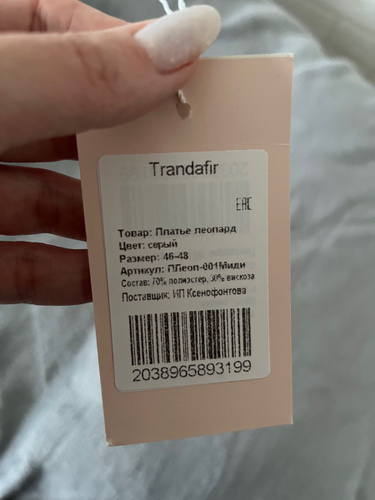 Trandafir
EAC
Товар: Платье леопард
Цвет: серый
Размер: 46-48
Артикул: ПЛеоп-001Миди
Состав: 70% полиэстер, 30% вискоза
Поставщик: ИП Ксенофонтова
2038965893199